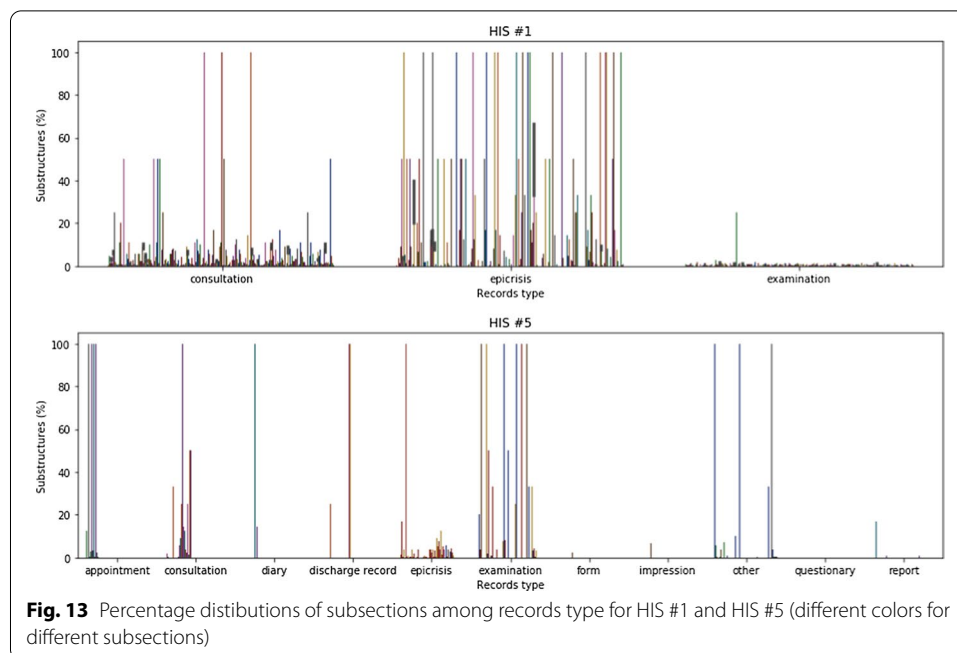 HIS #1
100
80
60
40
20
0
Substructures (%)
consultation epicrisis examination
Records type
HIS #5
100
80
60
40
20
0
Substructures (%)
appointment consultation diary discharge record epicrisis examination form impression other questionary report
Records type
Fig. 13 Percentage distibutions of subsections among records type for HIS #1 and HIS #5 (different colors for
different subsections)